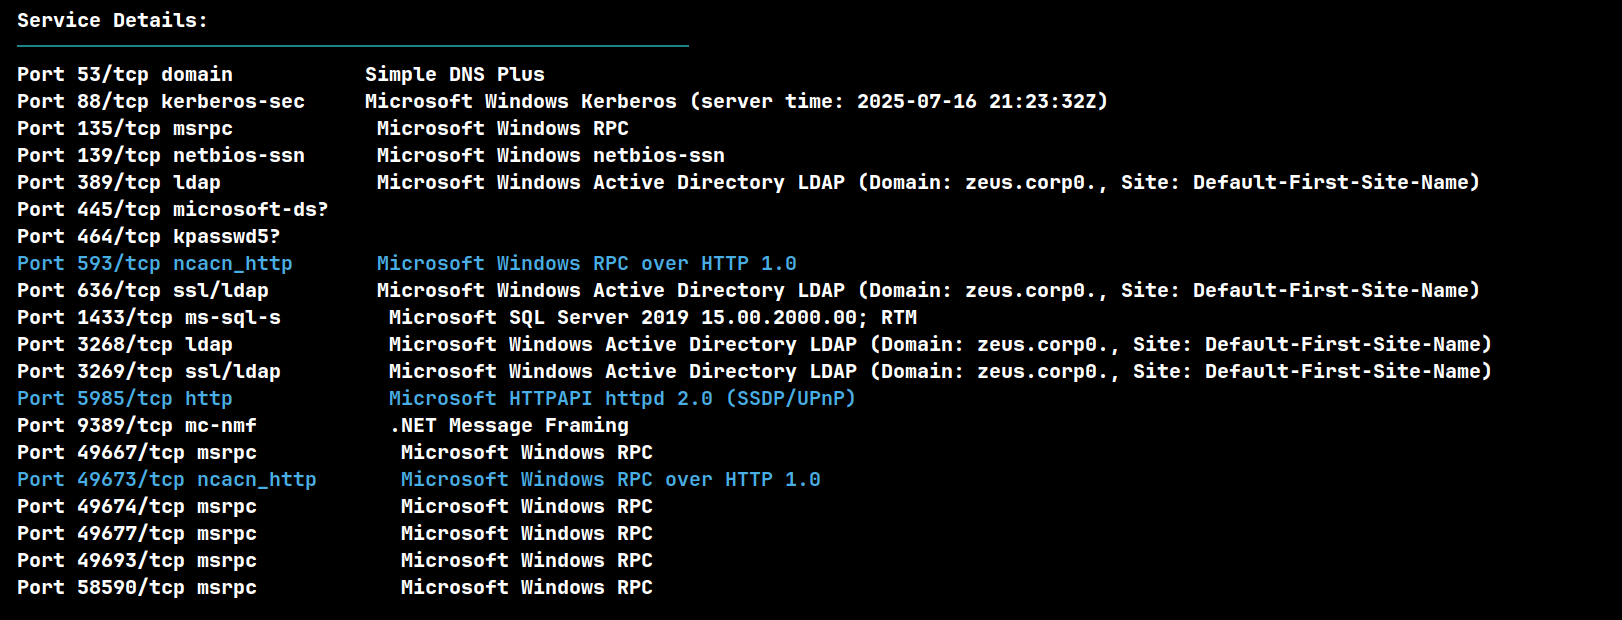 Service Details:
Port 53/tcp domain           Simple DNS Plus
Port 88/tcp kerberos-sec     Microsoft Windows Kerberos (server time: 2025-07-16 21:23:32Z)
Port 135/tcp msrpc            Microsoft Windows RPC
Port 139/tcp netbios-ssn      Microsoft Windows netbios-ssn
Port 389/tcp ldap             Microsoft Windows Active Directory LDAP (Domain: zeus.corp0., Site: Default-First-Site-Name)
Port 445/tcp microsoft-ds?
Port 464/tcp kpasswd5?
Port 593/tcp ncacn_http       Microsoft Windows RPC over HTTP 1.0
Port 636/tcp ssl/ldap         Microsoft Windows Active Directory LDAP (Domain: zeus.corp0., Site: Default-First-Site-Name)
Port 1433/tcp ms-sql-s         Microsoft SQL Server 2019 15.00.2000.00; RTM
Port 3268/tcp ldap             Microsoft Windows Active Directory LDAP (Domain: zeus.corp0., Site: Default-First-Site-Name)
Port 3269/tcp ssl/ldap         Microsoft Windows Active Directory LDAP (Domain: zeus.corp0., Site: Default-First-Site-Name)
Port 5985/tcp http             Microsoft HTTPAPI httpd 2.0 (SSDP/UPnP)
Port 9389/tcp mc-nmf           .NET Message Framing
Port 49667/tcp msrpc            Microsoft Windows RPC
Port 49673/tcp ncacn_http       Microsoft Windows RPC over HTTP 1.0
Port 49674/tcp msrpc            Microsoft Windows RPC
Port 49677/tcp msrpc            Microsoft Windows RPC
Port 49693/tcp msrpc            Microsoft Windows RPC
Port 58590/tcp msrpc            Microsoft Windows RPC